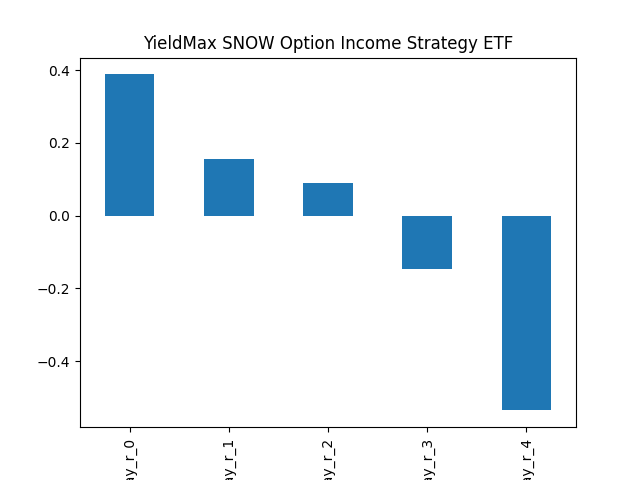 YieldMax SNOW Option Income Strategy ETF
0.4
0.2
0.0
−0.2
−0.4
ay_r_0
ay_r_1
ay_r_2
ay_r_3
ay_r_4